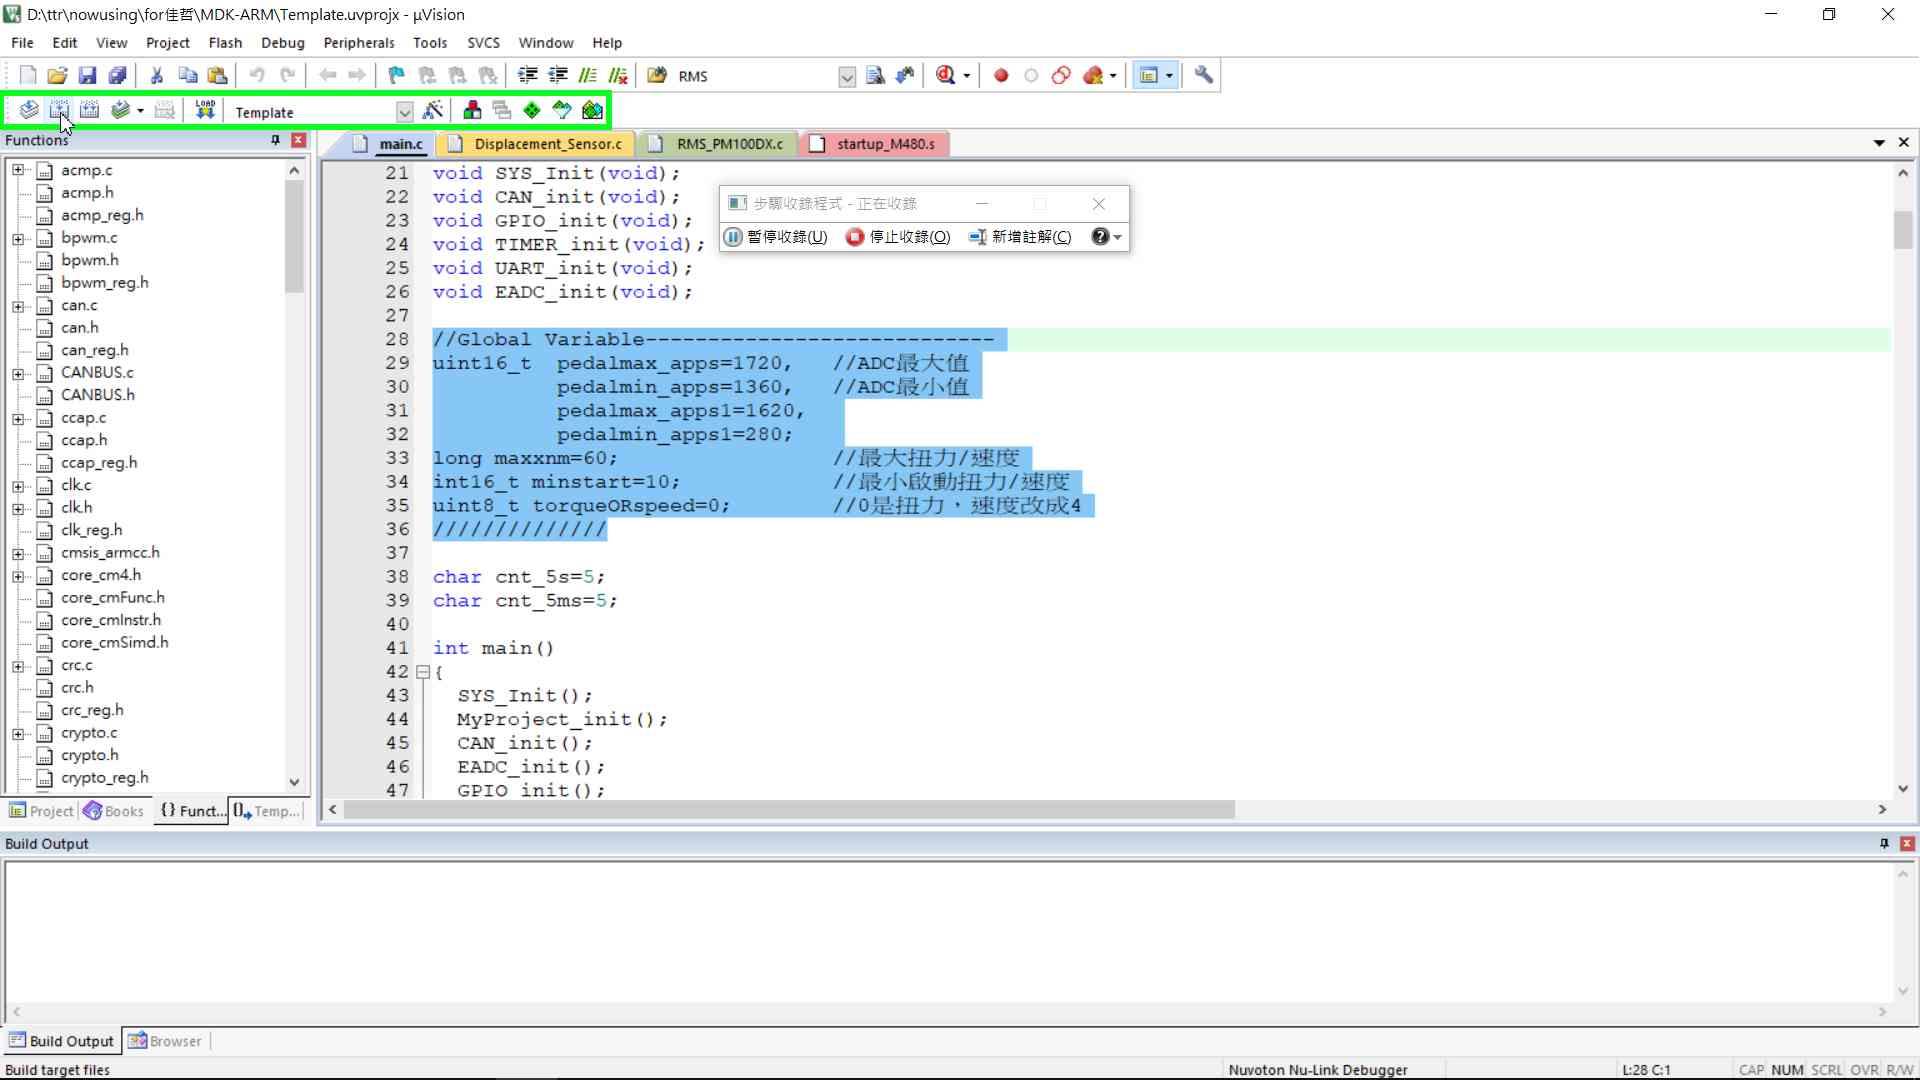 D:\ttr\nowusing\for佳哲\MDK-ARM\Template.uvprojx - µVision
File Edit View Project Flash Debug Peripherals Tools SVCS Window Help
RMS
LOAD Template
Functions
main.c Displacement_Sensor.c RMS_PM100DX.c startup_M480.s
acmp.c
acmp.h
acmp_reg.h
bpwm.c
bpwm.h
bpwm_reg.h
can.c
can.h
can_reg.h
CANBUS.c
CANBUS.h
ccap.c
ccap.h
ccap_reg.h
clk.c
clk.h
clk_reg.h
cmsis_armcc.h
core_cm4.h
core_cmFunc.h
core_cmInstr.h
core_cmSimd.h
crc.c
crc.h
crc_reg.h
crypto.c
crypto.h
crypto_reg.h
Project Books {} Funct... Temp...
21 void SYS_Init(void);
22 void CAN_init(void);
23 void GPIO_init(void);
24 void TIMER_init(void);
25 void UART_init(void);
26 void EADC_init(void);
27
28 //Global Variable----------------------------
29 uint16_t pedalmax_apps=1720, //ADC最大值
30 pedalmin_apps=1360, //ADC最小值
31 pedalmax_apps1=1620,
32 pedalmin_apps1=280;
33 long maxxnm=60; //最大扭力/速度
34 int16_t minstart=10; //最小啟動扭力/速度
35 uint8_t torqueORspeed=0; //0是扭力，速度改成4
36 //////////////
37
38 char cnt_5s=5;
39 char cnt_5ms=5;
40
41 int main()
42 {
43 SYS_Init();
44 MyProject_init();
45 CAN_init();
46 EADC_init();
47 GPIO_init();
步驟收錄程式 - 正在收錄
暫停收錄(U) 停止收錄(O) 新增註解(C)
Build Output
Build Output Browser
Build target files Nuvoton Nu-Link Debugger L:28 C:1 CAP NUM SCRL OVR R/W